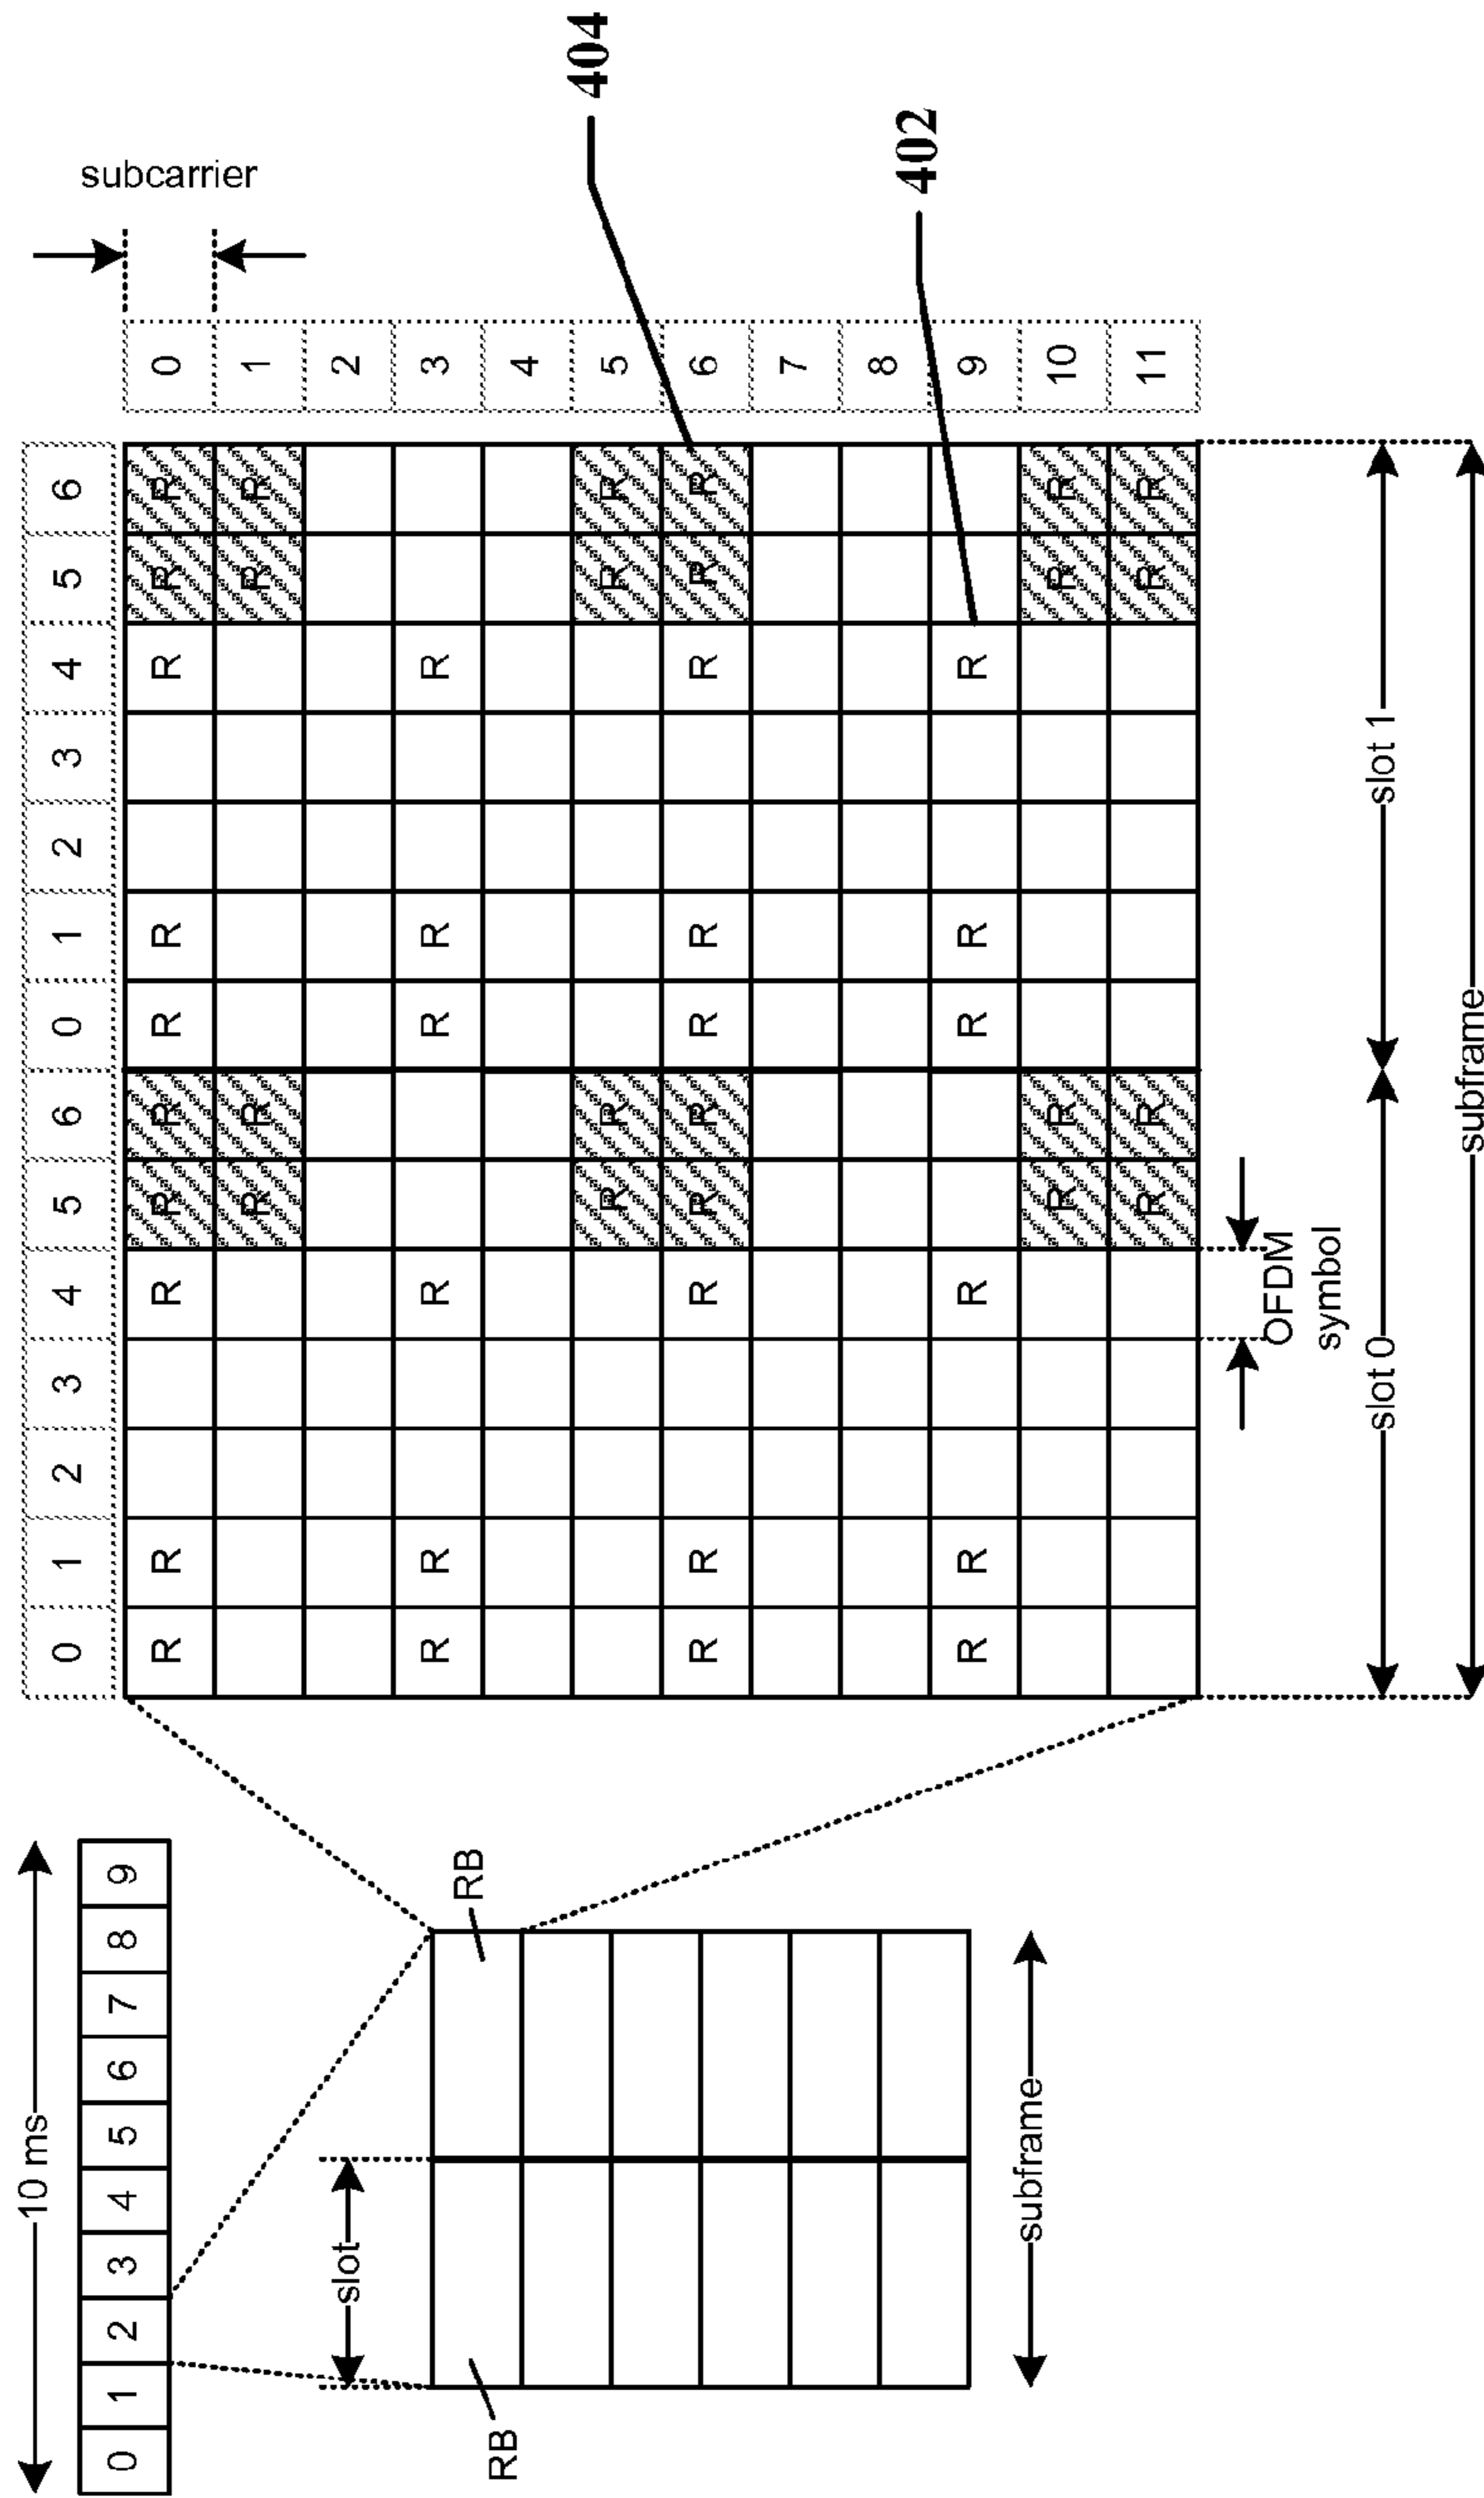 10 ms
0 1 2 3 4 5 6 7 8 9
slot
RB
RB
subframe
0 1 2 3 4 5 6 0 1 2 3 4 5 6
subcarrier
R R R R R R R R R R 0
R R R R 1
2
R R R R R R 3
4
R R R R 5
404
R R R R R R R R R R 6
7
8
402
R R R R R R 9
R R R R 10
R R R R 11
OFDM
symbol
slot 0 slot 1
subframe